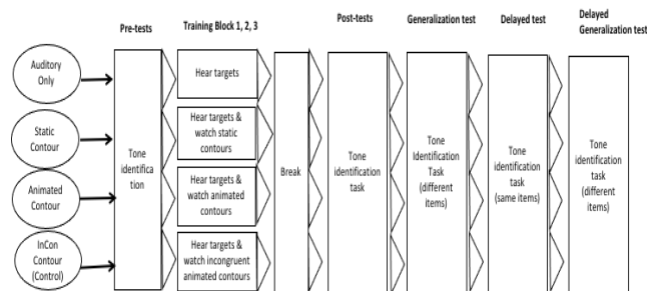 Pre-tests
Training Block 1, 2, 3
Post-tests
Generalization test
Delayed test
Delayed
Generalization test
Auditory
Only
Static
Contour
Animated
Contour
InCon
Contour
(Control)
Tone
identifica
tion
Hear targets
Hear targets &
watch static
contours
Hear targets &
watch animated
contours
Hear targets &
watch incongruent
animated contours
Break
Tone
identification
task
Tone
Identification
Task
(different
items)
Tone
identification
task
(same items)
Tone
identification
task
(different
items)